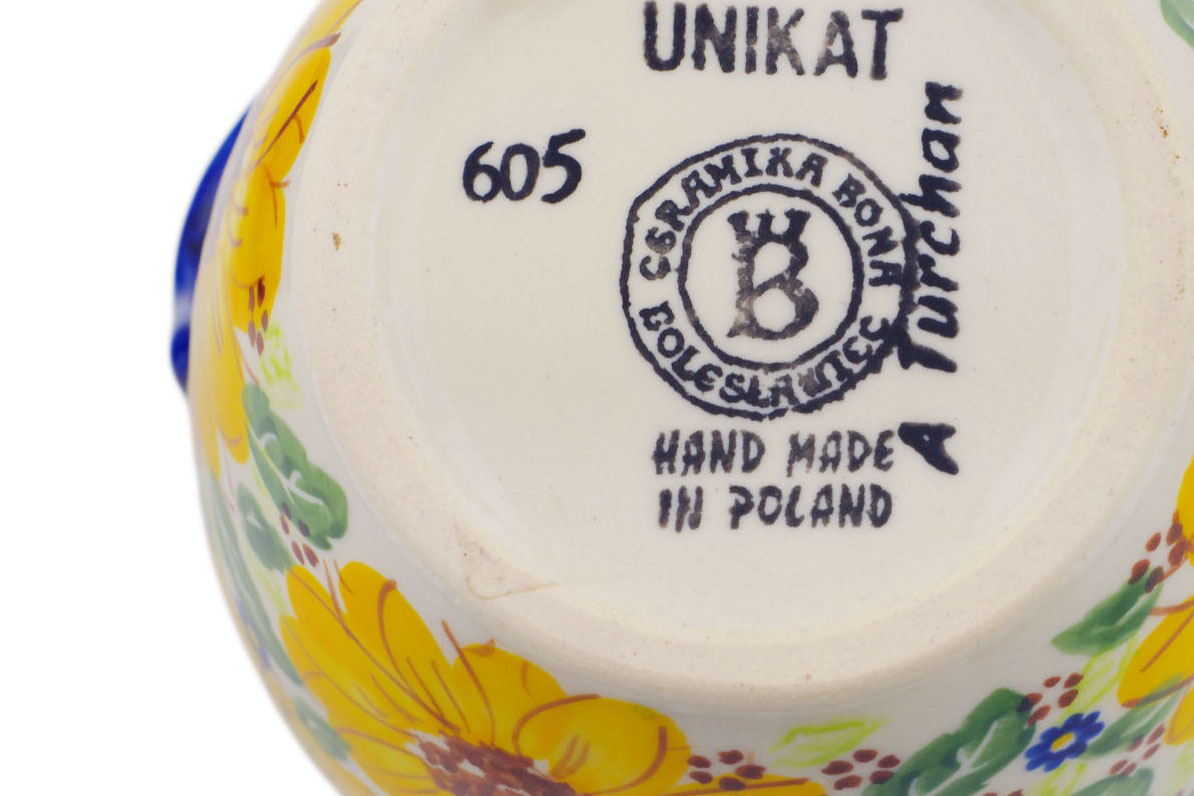 UNIKAT
605
CERAMIKA BONA
B
BOLESŁAWIEC
HAND MADE
IN POLAND
A Turchan